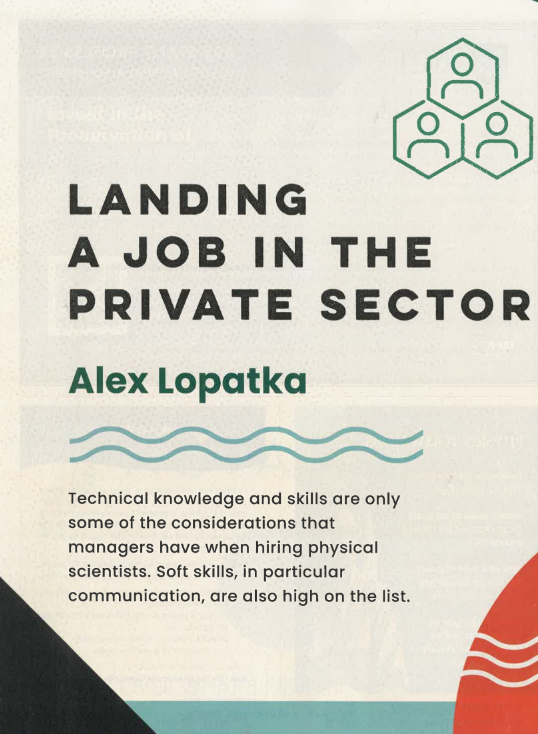 LANDING
A JOB IN THE
PRIVATE SECTOR
Alex Lopatka
Technical knowledge and skills are only
some of the considerations that
managers have when hiring physical
scientists. Soft skills, in particular
communication, are also high on the list.